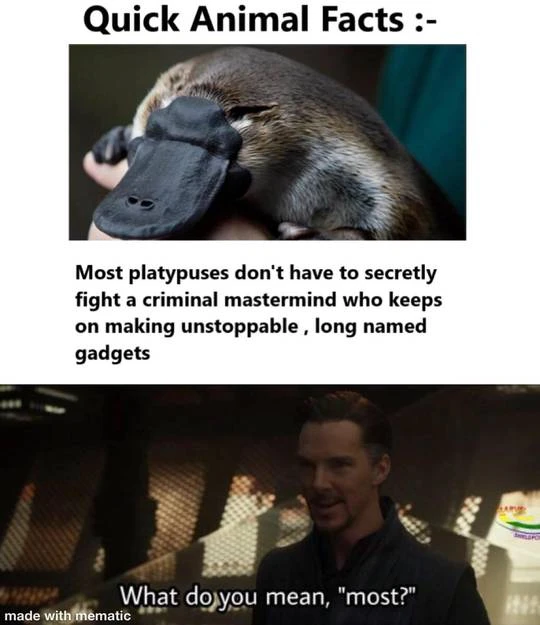 Quick Animal Facts :-
Most platypuses don't have to secretly
fight a criminal mastermind who keeps
on making unstoppable , long named
gadgets
What do you mean, "most?"
made with mematic